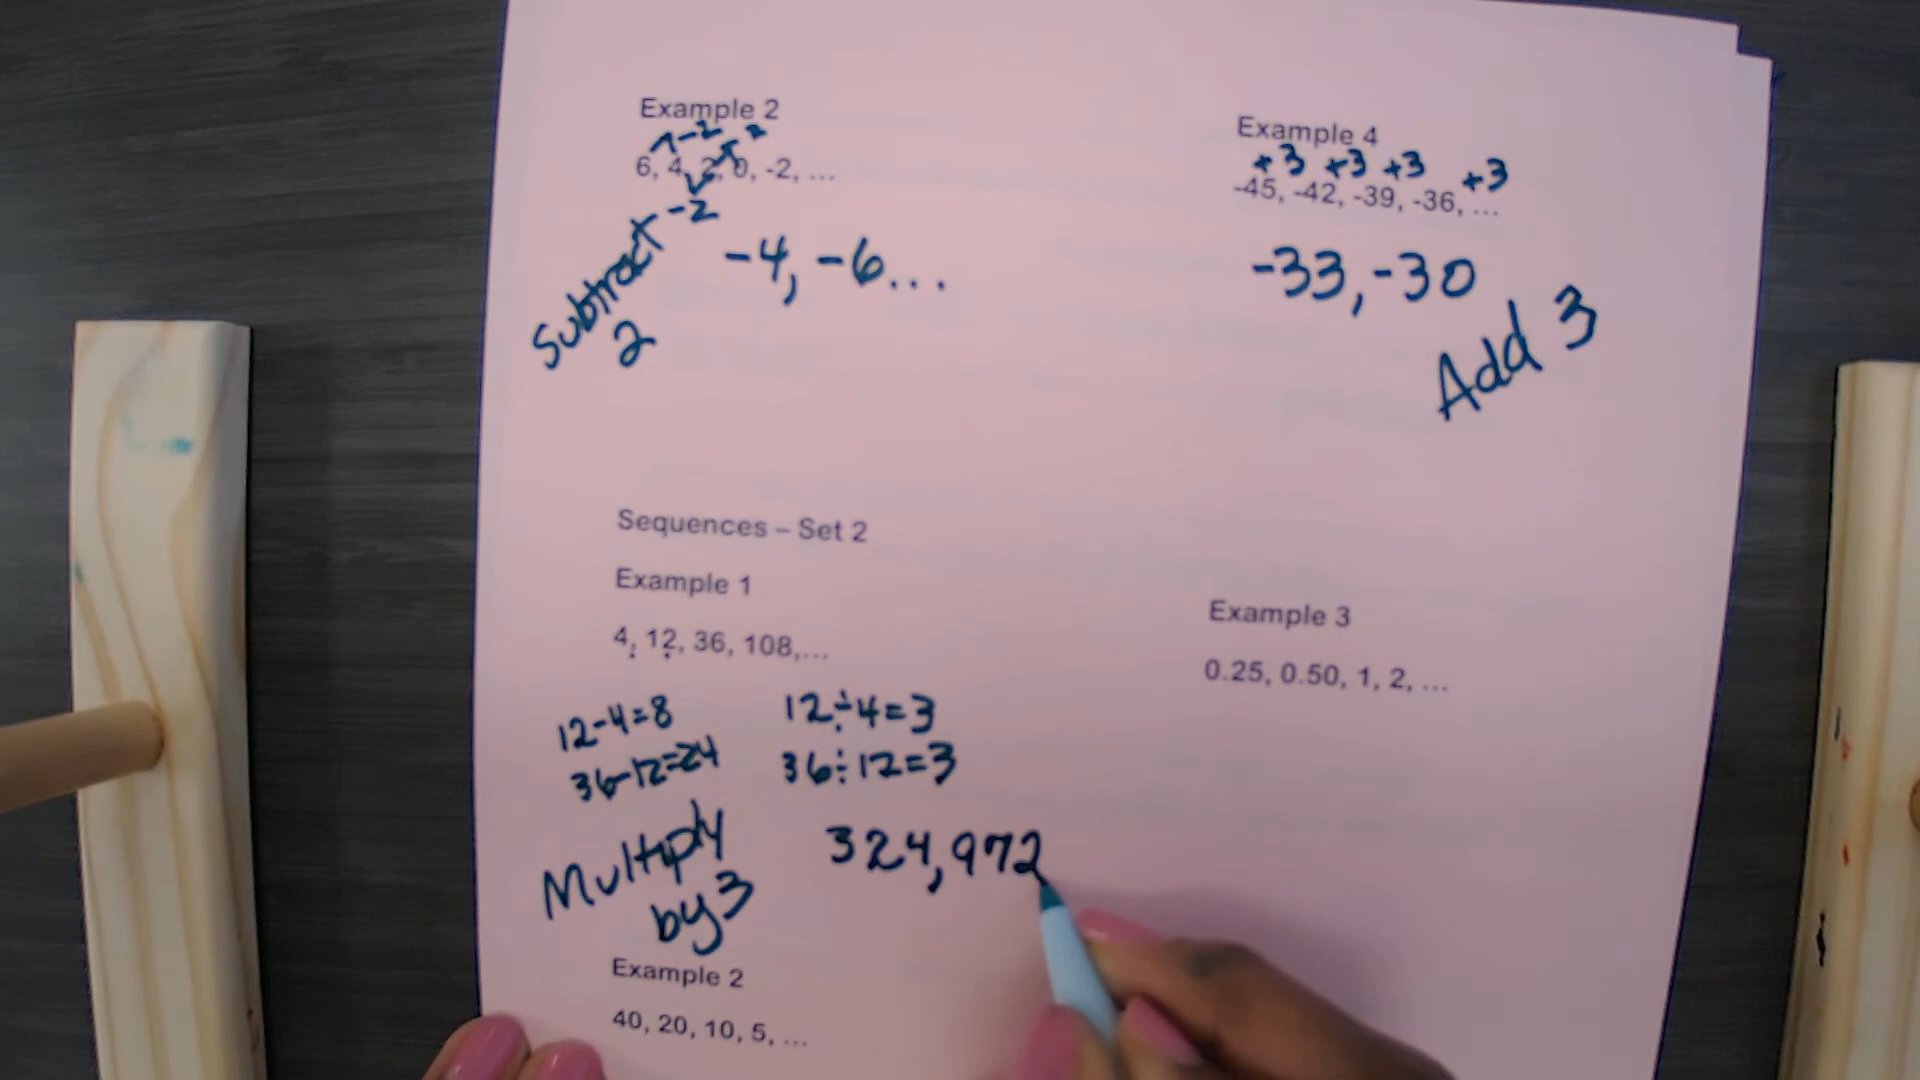 Example 2
-2 -2
6, 4, 2, 0, -2, ...
-2
Subtract
2
-4, -6...
Example 4
+3 +3 +3 +3
-45, -42, -39, -36, ...
-33, -30
Add 3
Sequences – Set 2
Example 1
4, 12, 36, 108,...
12-4=8
36-12=24
12÷4=3
36÷12=3
Multiply
by 3
324, 972
Example 2
40, 20, 10, 5, ...
Example 3
0.25, 0.50, 1, 2, ...